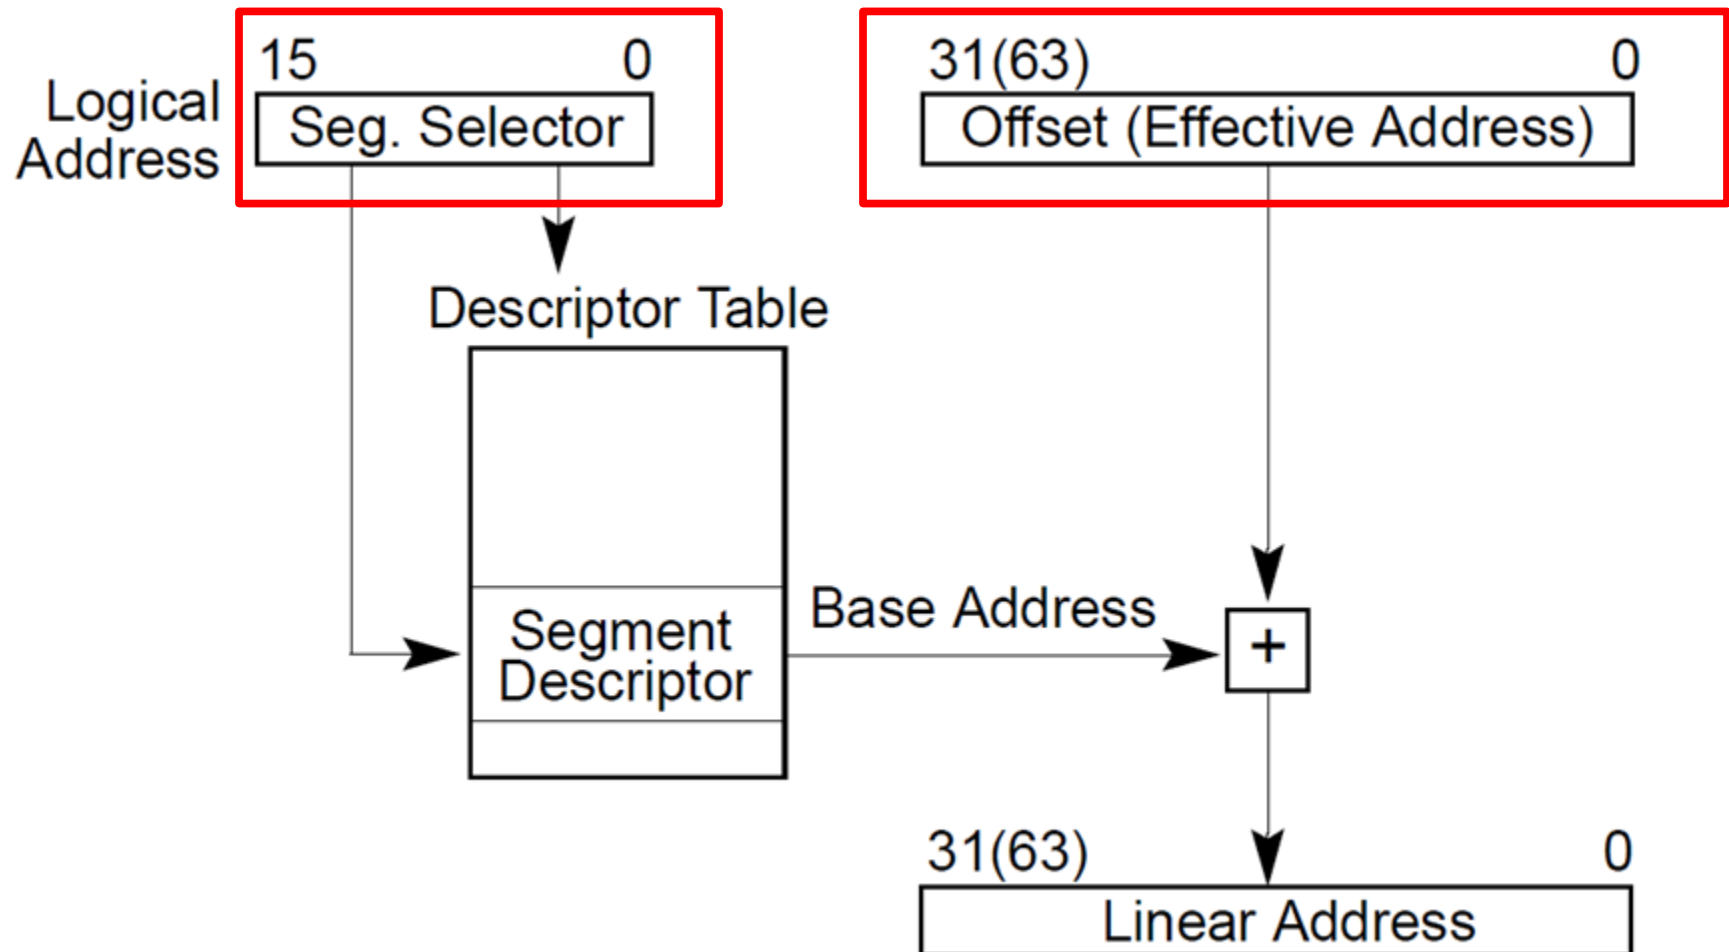 15 0
31(63) 0
Logical
Address
Seg. Selector
Offset (Effective Address)
Descriptor Table
Segment
Descriptor
Base Address
+
31(63) 0
Linear Address